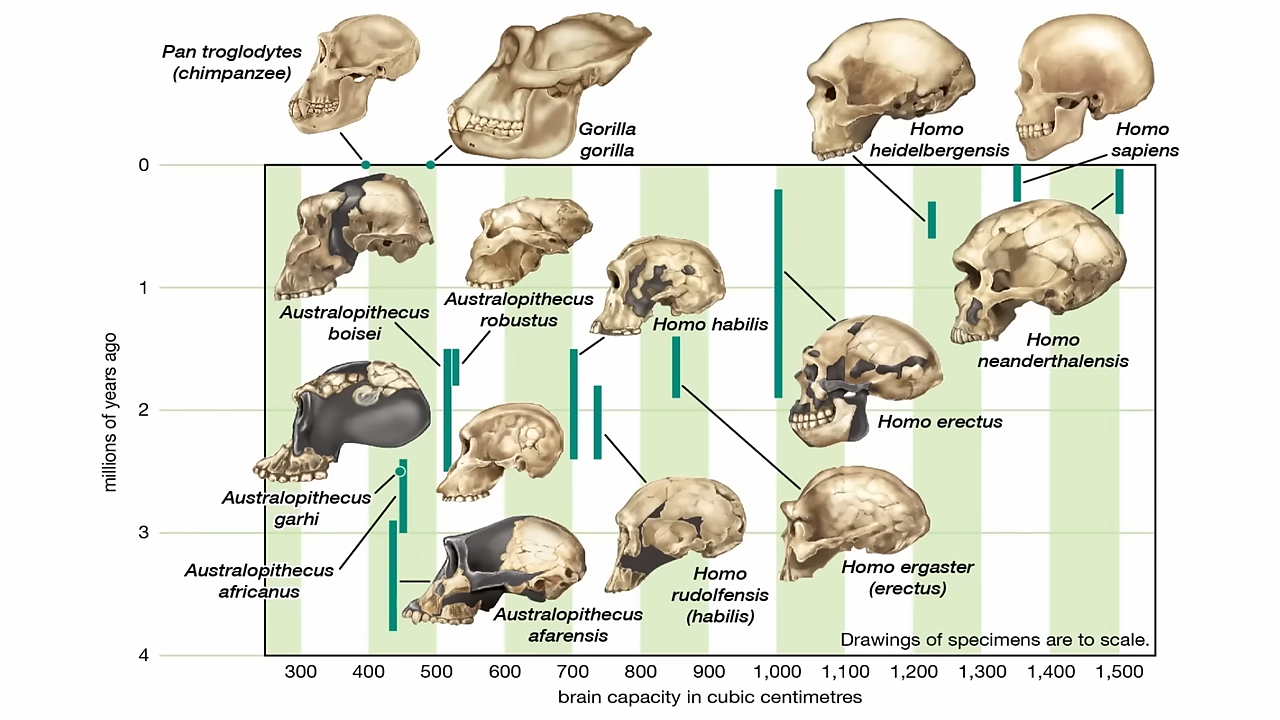 Pan troglodytes
(chimpanzee)
Gorilla
gorilla
Homo
heidelbergensis
Homo
sapiens
0
Australopithecus
boisei
Australopithecus
robustus
Homo habilis
Homo
neanderthalensis
1
millions of years ago
2
Homo erectus
Australopithecus
garhi
3
Australopithecus
africanus
Australopithecus
afarensis
Homo
rudolfensis
(habilis)
Homo ergaster
(erectus)
Drawings of specimens are to scale.
4
300 400 500 600 700 800 900 1,000 1,100 1,200 1,300 1,400 1,500
brain capacity in cubic centimetres